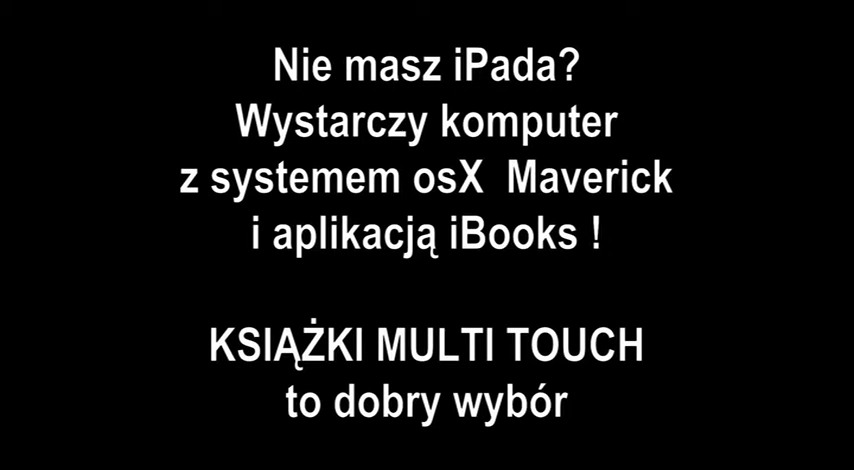 Nie masz iPada?
Wystarczy komputer
z systemem osX Maverick
i aplikacją iBooks !
KSIĄŻKI MULTI TOUCH
to dobry wybór